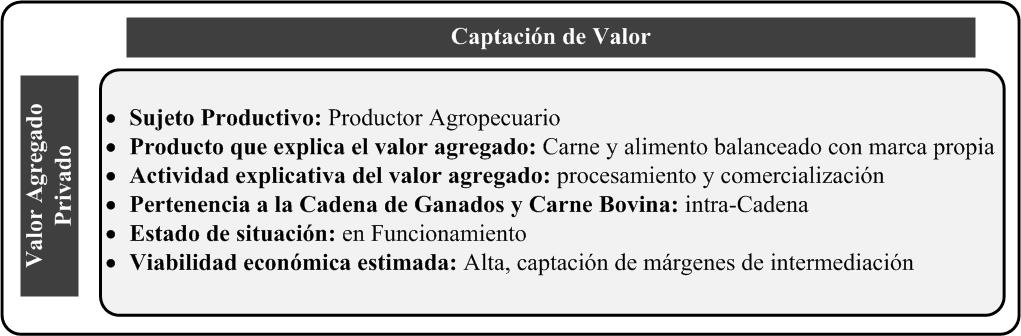 Captación de Valor
Valor Agregado
Privado
• Sujeto Productivo: Productor Agropecuario
• Producto que explica el valor agregado: Carne y alimento balanceado con marca propia
• Actividad explicativa del valor agregado: procesamiento y comercialización
• Pertenencia a la Cadena de Ganados y Carne Bovina: intra-Cadena
• Estado de situación: en Funcionamiento
• Viabilidad económica estimada: Alta, captación de márgenes de intermediación